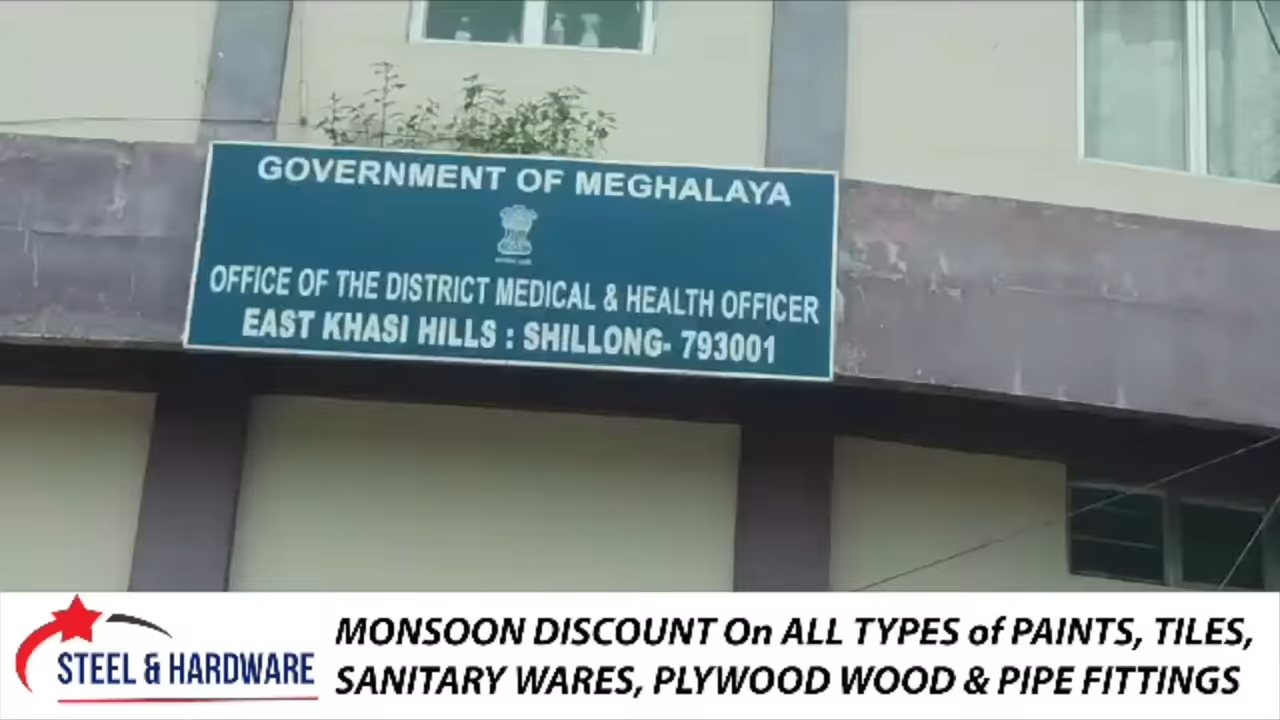 GOVERNMENT OF MEGHALAYA
OFFICE OF THE DISTRICT MEDICAL & HEALTH OFFICER
EAST KHASI HILLS : SHILLONG- 793001
STEEL & HARDWARE
MONSOON DISCOUNT On ALL TYPES of PAINTS, TILES,
SANITARY WARES, PLYWOOD WOOD & PIPE FITTINGS